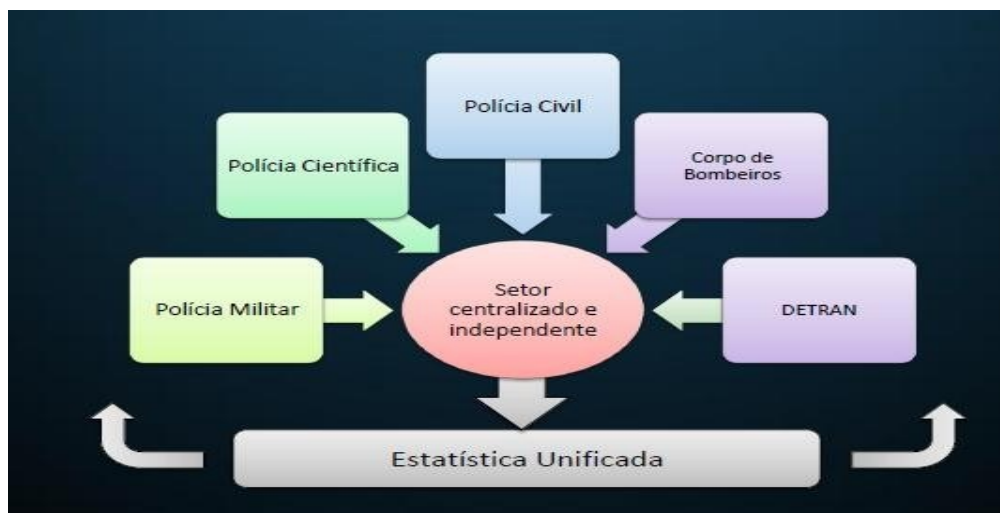 Polícia Civil
Polícia Científica
Corpo de
Bombeiros
Polícia Militar
Setor
centralizado e
independente
DETRAN
Estatística Unificada